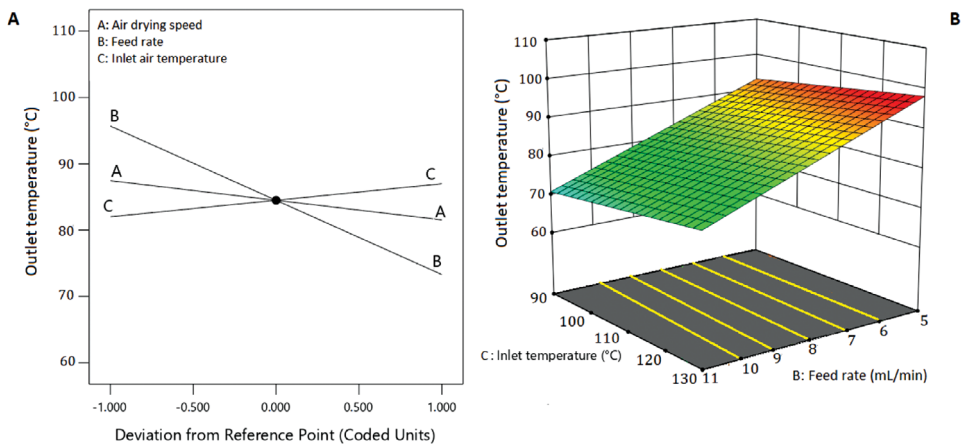 A
A: Air drying speed
B: Feed rate
C: Inlet air temperature
Outlet temperature (°C)
110
100
90
80
70
60
B
A
C
C
A
B
-1.000
-0.500
0.000
0.500
1.000
Deviation from Reference Point (Coded Units)
B
Outlet temperature (°C)
110
100
90
80
70
60
90
100
110
120
130
C : Inlet temperature (°C)
11
10
9
8
7
6
5
B: Feed rate (mL/min)